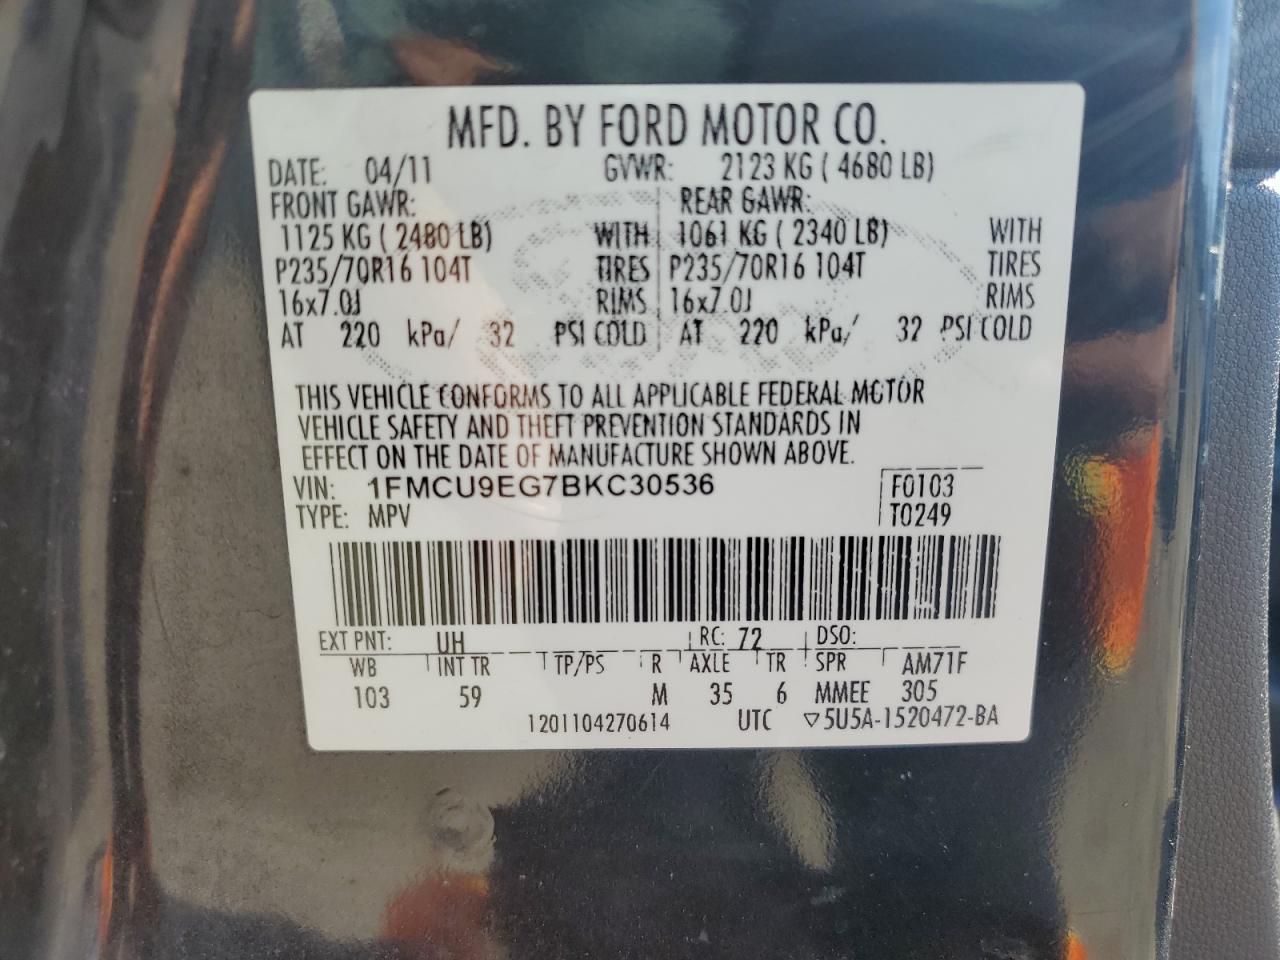 MFD. BY FORD MOTOR CO.
DATE: 04/11 GVWR: 2123 KG ( 4680 LB)
FRONT GAWR: REAR GAWR:
1125 KG ( 2480 LB) WITH 1061 KG ( 2340 LB) WITH
P235/70R16 104T TIRES P235/70R16 104T TIRES
16x7.0J RIMS 16x7.0J RIMS
AT 220 kPa/ 32 PSI COLD AT 220 kPa/ 32 PSI COLD
THIS VEHICLE CONFORMS TO ALL APPLICABLE FEDERAL MOTOR
VEHICLE SAFETY AND THEFT PREVENTION STANDARDS IN
EFFECT ON THE DATE OF MANUFACTURE SHOWN ABOVE.
VIN: 1FMCU9EG7BKC30536 F0103
TYPE: MPV T0249
EXT PNT: UH RC: 72 DSO:
WB INT TR TP/PS R AXLE TR SPR AM71F
103 59 M 35 6 MMEE 305
1201104270614 UTC ▽5U5A-1520472-BA